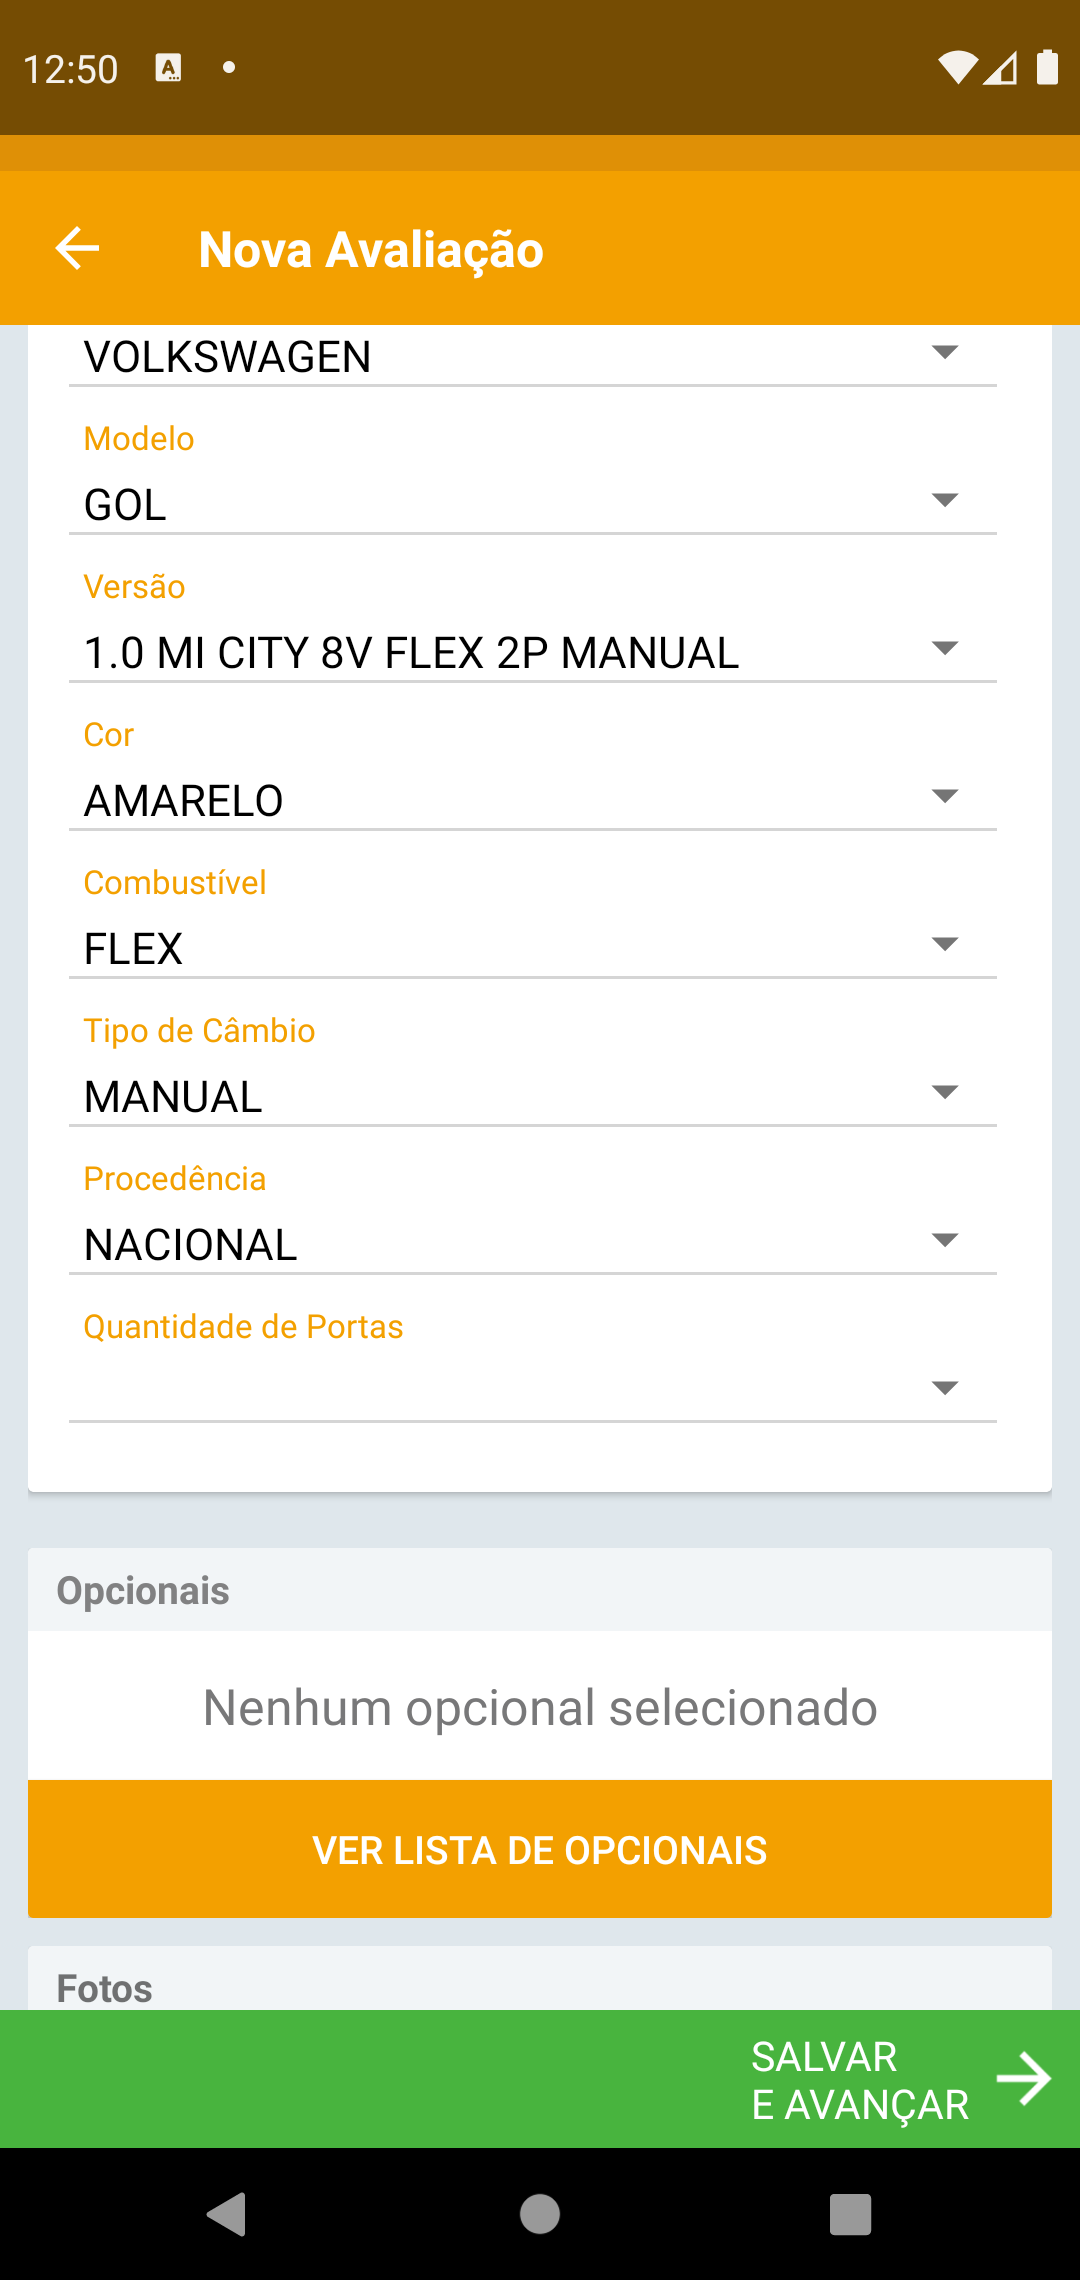 12:50
Nova Avaliação
VOLKSWAGEN
Modelo
GOL
Versão
1.0 MI CITY 8V FLEX 2P MANUAL
Cor
AMARELO
Combustível
FLEX
Tipo de Câmbio
MANUAL
Procedência
NACIONAL
Quantidade de Portas
Opcionais
Nenhum opcional selecionado
VER LISTA DE OPCIONAIS
Fotos
SALVAR
E AVANÇAR